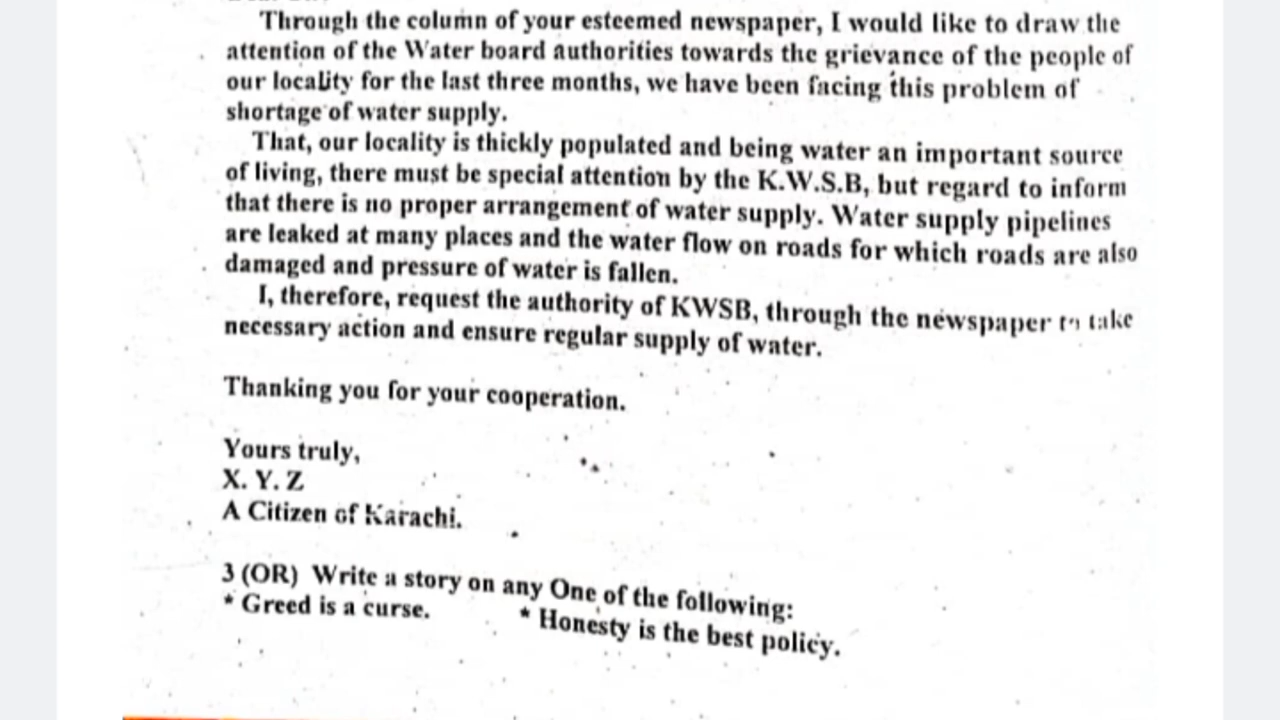 Through the column of your esteemed newspaper, I would like to draw the
attention of the Water board authorities towards the grievance of the people of
our locality for the last three months, we have been facing this problem of
shortage of water supply.
That, our locality is thickly populated and being water an important source
of living, there must be special attention by the K.W.S.B, but regard to inform
that there is no proper arrangement of water supply. Water supply pipelines
are leaked at many places and the water flow on roads for which roads are also
damaged and pressure of water is fallen.
I, therefore, request the authority of KWSB, through the newspaper to take
necessary action and ensure regular supply of water.
Thanking you for your cooperation.
Yours truly,
X. Y. Z
A Citizen of Karachi.
3 (OR) Write a story on any One of the following:
* Greed is a curse. * Honesty is the best policy.